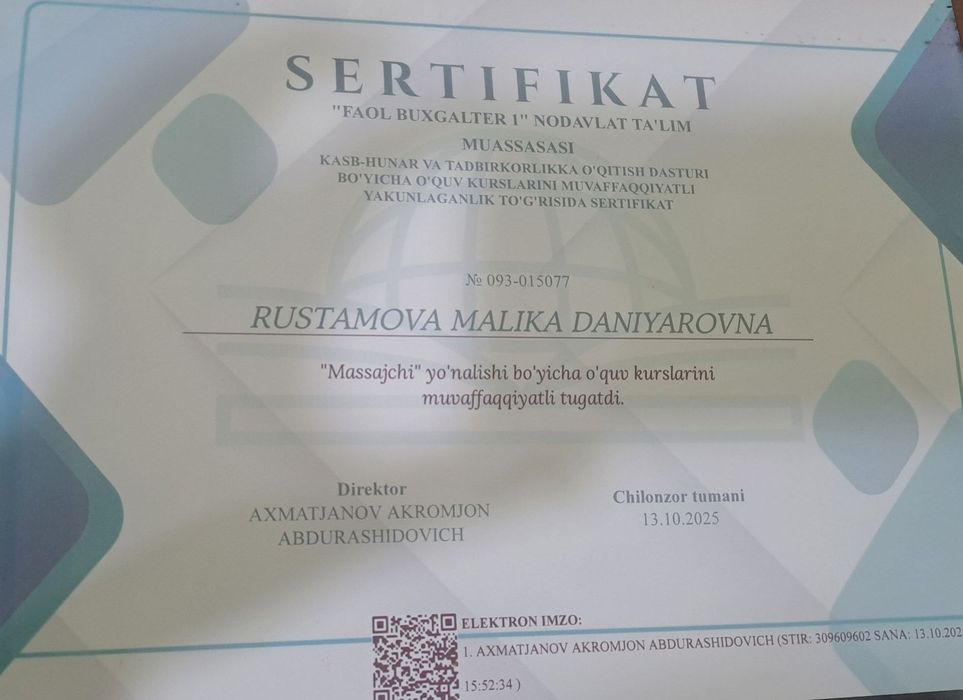 SERTIFIKAT
"FAOL BUXGALTER 1" NODAVLAT TA'LIM
MUASSASASI
KASB-HUNAR VA TADBIRKORLIKKA O'QITISH DASTURI
BO'YICHA O'QUV KURSLARINI MUVAFFAQQIYATLI
YAKUNLAGANLIK TO'G'RISIDA SERTIFIKAT
№ 093-015077
RUSTAMOVA MALIKA DANIYAROVNA
"Massajchi" yo'nalishi bo'yicha o'quv kurslarini
muvaffaqqiyatli tugatdi.
Direktor
AXMATJANOV AKROMJON
ABDURASHIDOVICH
Chilonzor tumani
13.10.2025
ELEKTRON IMZO:
1. AXMATJANOV AKROMJON ABDURASHIDOVICH (STIR: 309609602 SANA: 13.10.202
15:52:34 )